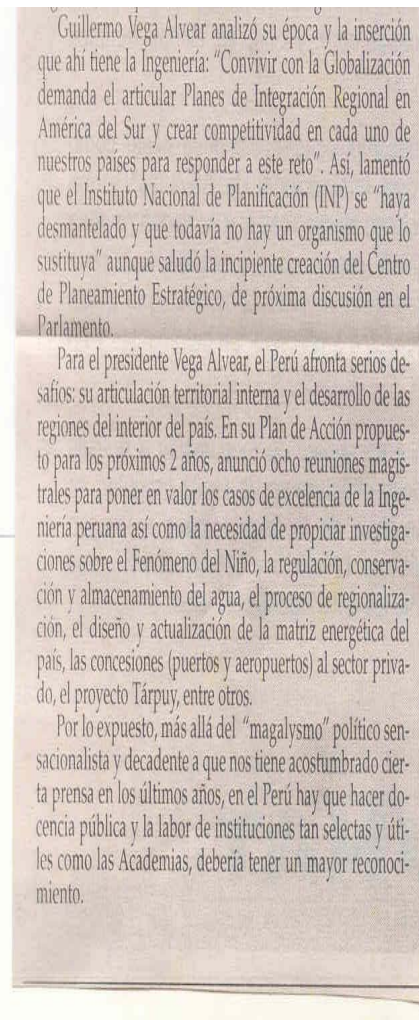 Guillermo Vega Alvear analizó su época y la inserción
que ahí tiene la Ingeniería: “Convivir con la Globalización
demanda el articular Planes de Integración Regional en
América del Sur y crear competitividad en cada uno de
nuestros países para responder a este reto”. Así, lamentó
que el Instituto Nacional de Planificación (INP) se “haya
desmantelado y que todavía no hay un organismo que lo
sustituya” aunque saludó la incipiente creación del Centro
de Planeamiento Estratégico, de próxima discusión en el
Parlamento.
Para el presidente Vega Alvear, el Perú afronta serios de-
safíos: su articulación territorial interna y el desarrollo de las
regiones del interior del país. En su Plan de Acción propues-
to para los próximos 2 años, anunció ocho reuniones magis-
trales para poner en valor los casos de excelencia de la Inge-
niería peruana así como la necesidad de propiciar investiga-
ciones sobre el Fenómeno del Niño, la regulación, conserva-
ción y almacenamiento del agua, el proceso de regionaliza-
ción, el diseño y actualización de la matriz energética del
país, las concesiones (puertos y aeropuertos) al sector priva-
do, el proyecto Tárpuy, entre otros.
Por lo expuesto, más allá del “magalysmo” político sen-
sacionalista y decadente a que nos tiene acostumbrado cier-
ta prensa en los últimos años, en el Perú hay que hacer do-
cencia pública y la labor de instituciones tan selectas y úti-
les como las Academias, debería tener un mayor reconoci-
miento.